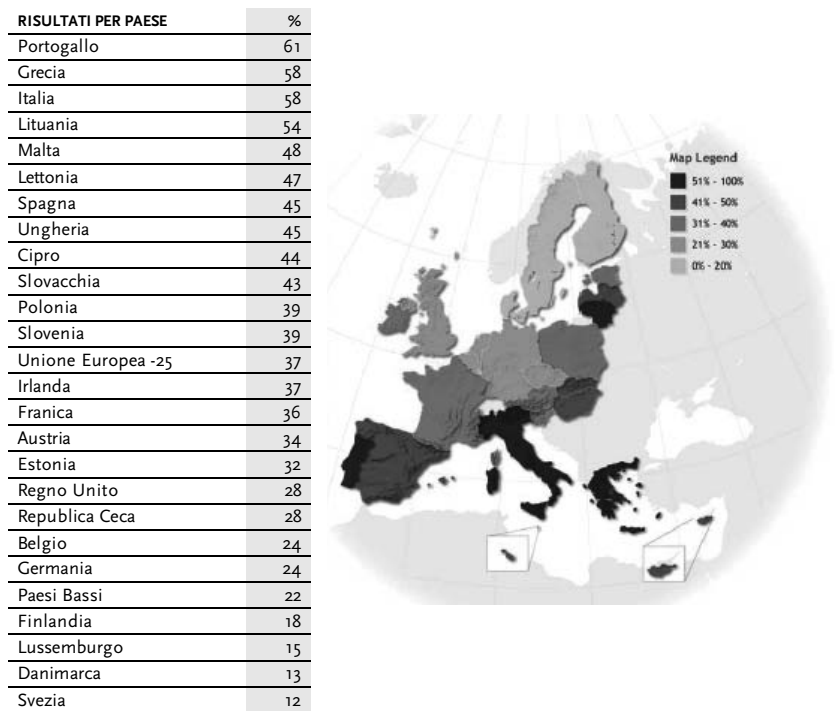 RISULTATI PER PAESE %
Portogallo 61
Grecia 58
Italia 58
Lituania 54
Malta 48
Lettonia 47
Spagna 45
Ungheria 45
Cipro 44
Slovacchia 43
Polonia 39
Slovenia 39
Unione Europea -25 37
Irlanda 37
Franica 36
Austria 34
Estonia 32
Regno Unito 28
Republica Ceca 28
Belgio 24
Germania 24
Paesi Bassi 22
Finlandia 18
Lussemburgo 15
Danimarca 13
Svezia 12
Map Legend
51% - 100%
41% - 50%
31% - 40%
21% - 30%
0% - 20%